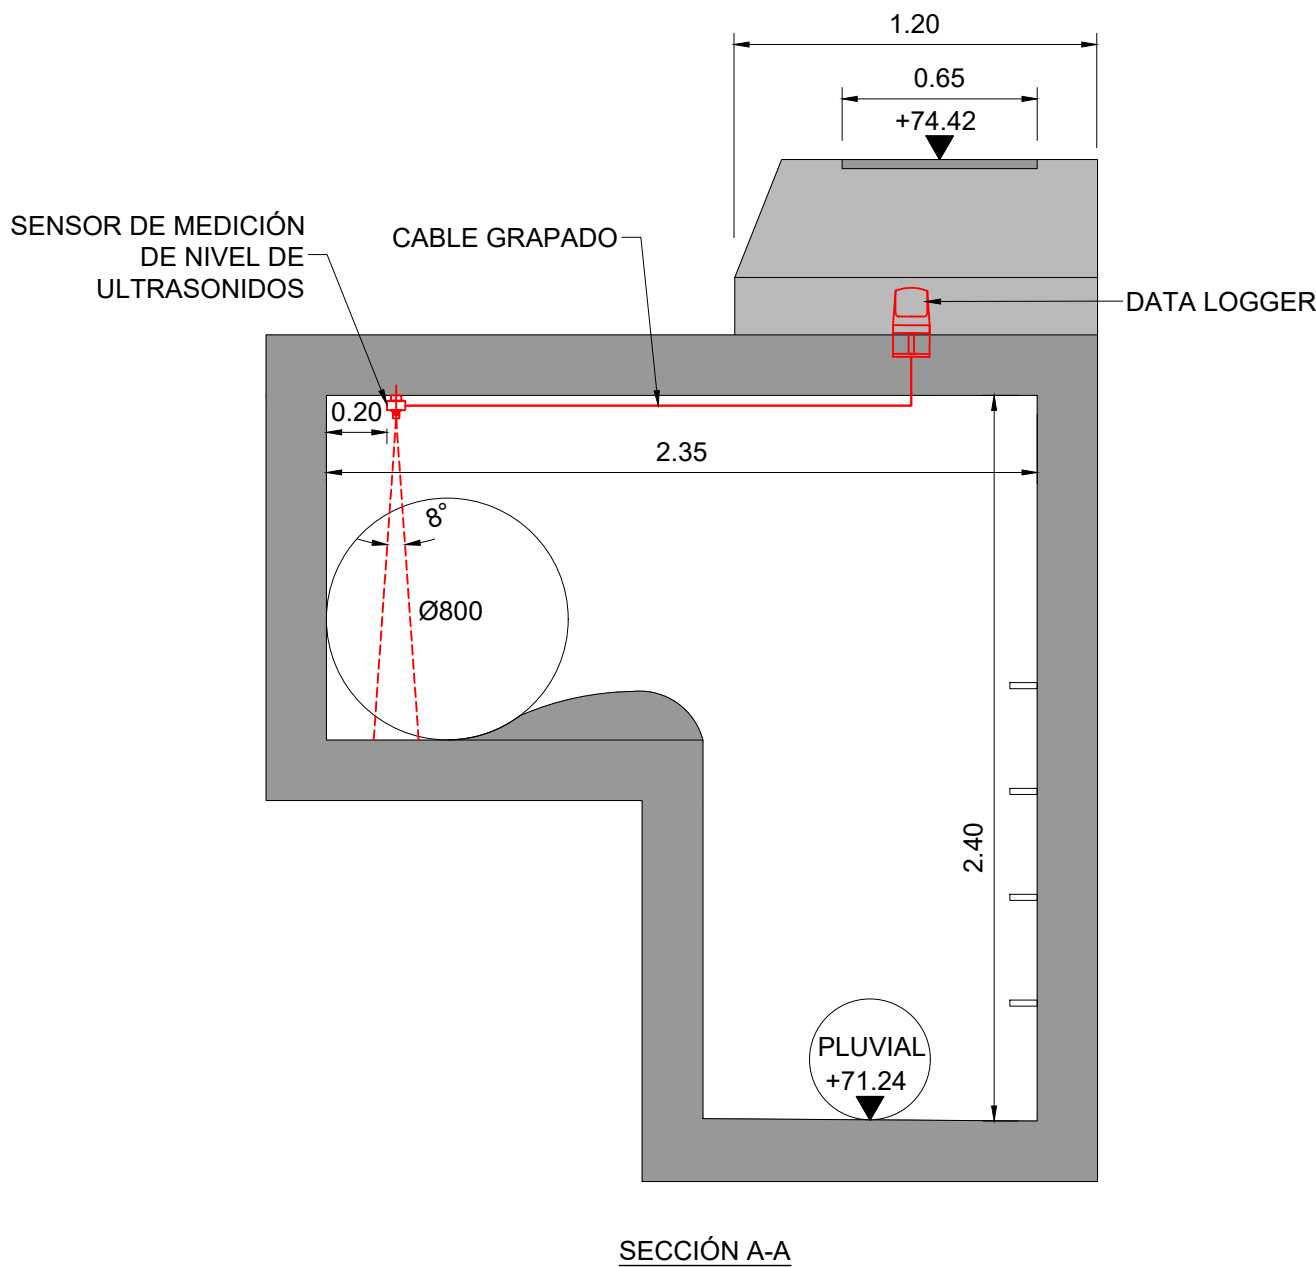 1.20
0.65
+74.42
SENSOR DE MEDICIÓN
DE NIVEL DE
ULTRASONIDOS
CABLE GRAPADO
DATA LOGGER
0.20
2.35
8°
Ø800
2.40
PLUVIAL
+71.24
SECCIÓN A-A